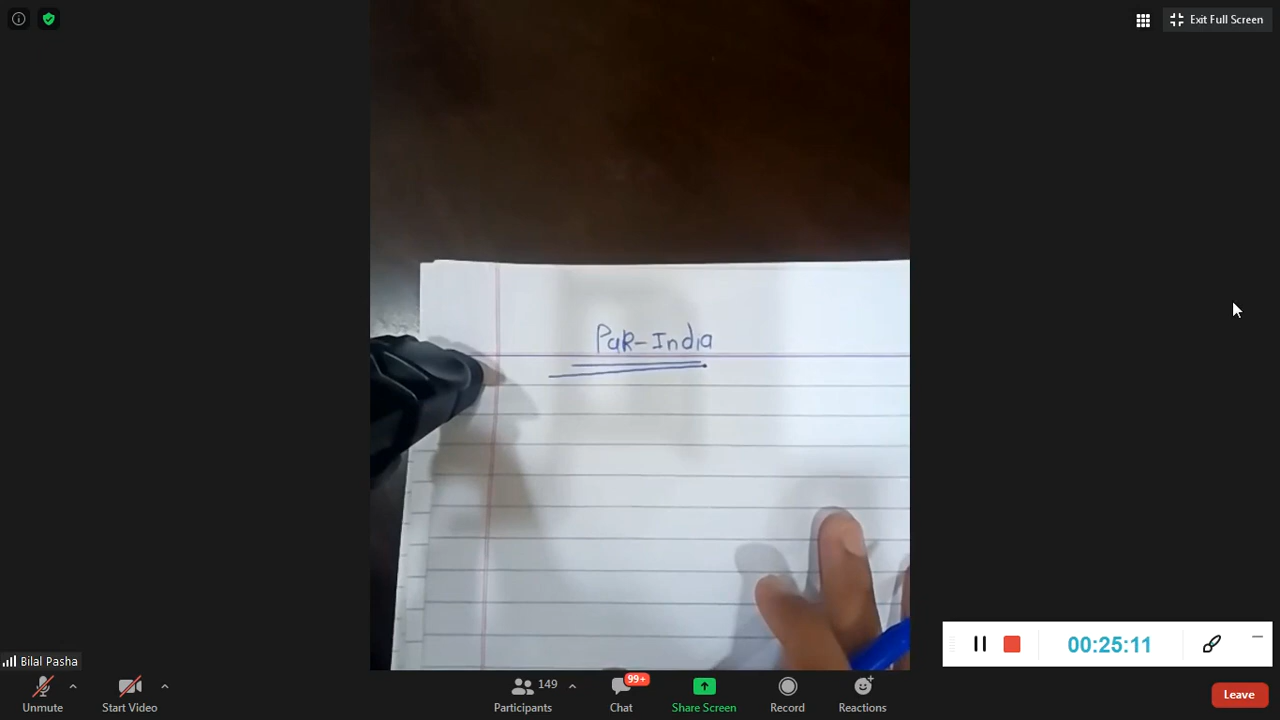 Exit Full Screen
Pak-India
Bilal Pasha
00:25:11
149
99+
Unmute
Start Video
Participants
Chat
Share Screen
Record
Reactions
Leave